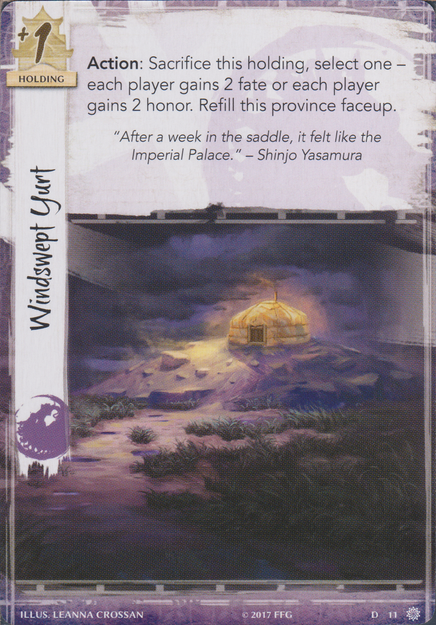 +1
HOLDING
Action: Sacrifice this holding, select one –
each player gains 2 fate or each player
gains 2 honor. Refill this province faceup.
“After a week in the saddle, it felt like the
Imperial Palace.” – Shinjo Yasamura
Windswept Yurt
ILLUS. LEANNA CROSSAN © 2017 FFG D 11